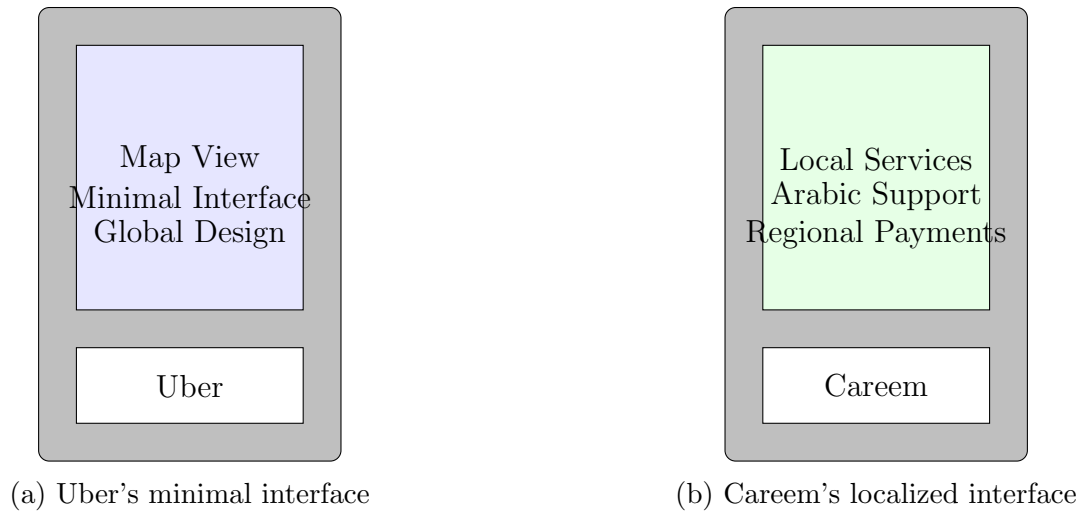 Map View
Minimal Interface
Global Design
Uber
(a) Uber's minimal interface
Local Services
Arabic Support
Regional Payments
Careem
(b) Careem's localized interface